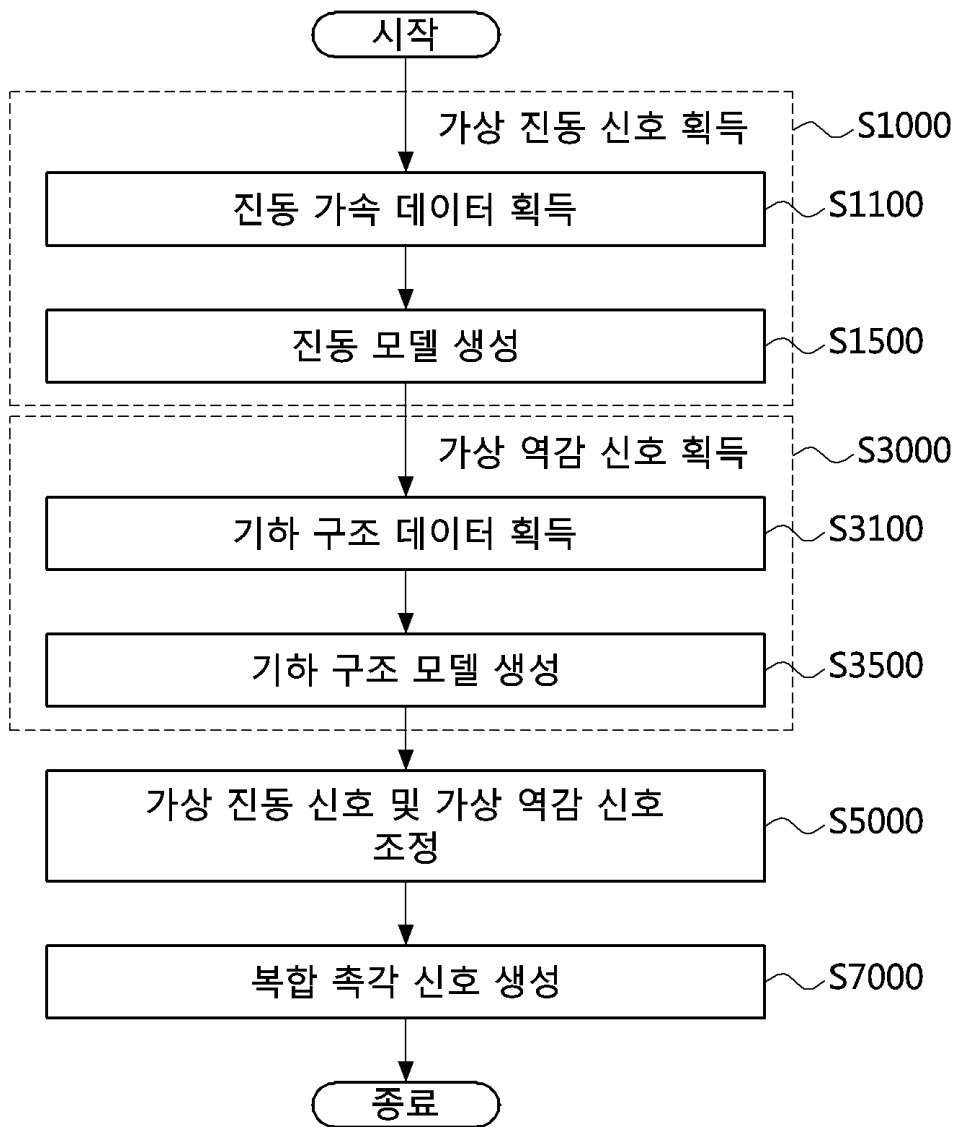 시작
가상 진동 신호 획득
S1000
진동 가속 데이터 획득
S1100
진동 모델 생성
S1500
가상 역감 신호 획득
S3000
기하 구조 데이터 획득
S3100
기하 구조 모델 생성
S3500
가상 진동 신호 및 가상 역감 신호
조정
S5000
복합 촉각 신호 생성
S7000
종료